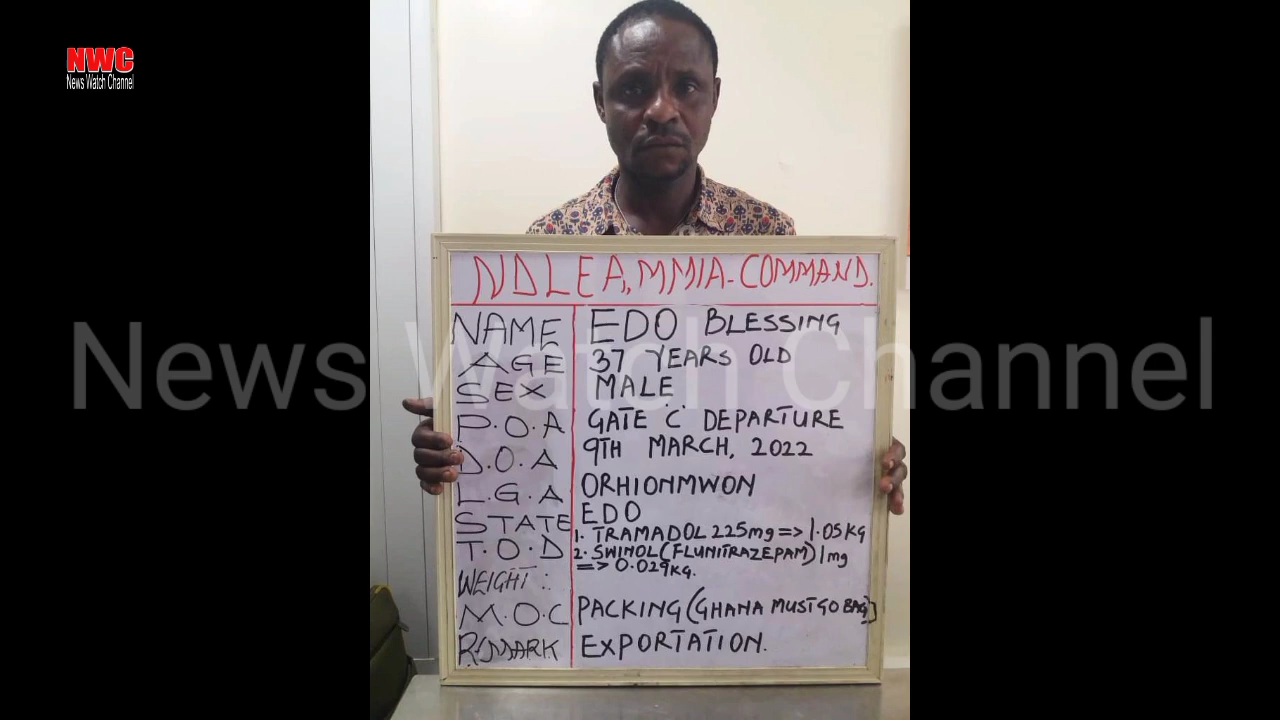 NWC
News Watch Channel
NDLEA, MMIA-COMMAND.
NAME EDO BLESSING
AGE 37 YEARS OLD
SEX MALE
P.O.A GATE 'C' DEPARTURE
D.O.A 9TH MARCH, 2022
L.G.A ORHIONMWON
STATE EDO
T.O.D 1. TRAMADOL 225mg => 1.05KG
2. SWINOL (FLUNITRAZEPAM) 1mg
WEIGHT: => 0.029KG.
M.O.C PACKING (GHANA MUST GO BAG)
REMARK EXPORTATION.
News Watch Channel